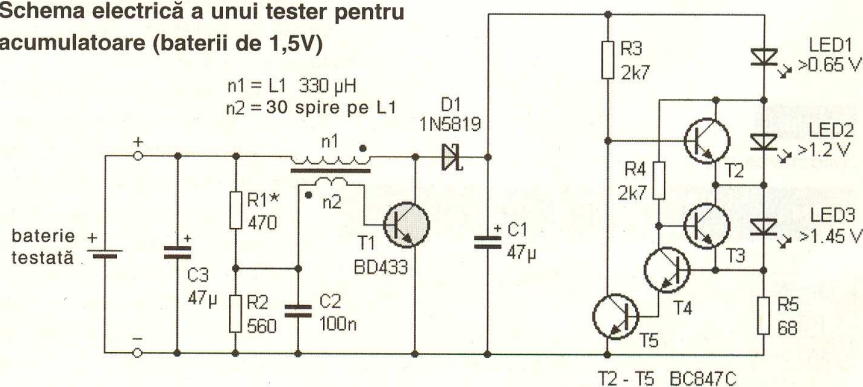 Schema electrică a unui tester pentru
acumulatoare (baterii de 1,5V)
n1 = L1 330 µH
n2 = 30 spire pe L1
D1
1N5819
n1
n2
+
−
baterie
testată
+
+
C3
47µ
R1*
470
R2
560
C2
100n
T1
BD433
+
C1
47µ
R3
2k7
R4
2k7
T2
T3
T4
T5
LED1
>0.65 V
LED2
>1.2 V
LED3
>1.45 V
R5
68
T2 - T5 BC847C